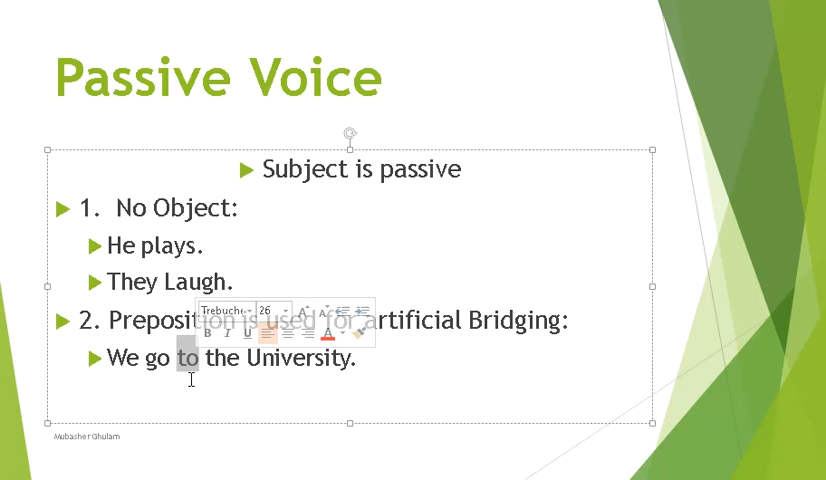 Passive Voice
Subject is passive
1. No Object:
He plays.
They Laugh.
Trebuche 26 A A
2. Preposition is used for artificial Bridging:
B I U A
We go to the University.
Mubasher Ghulam